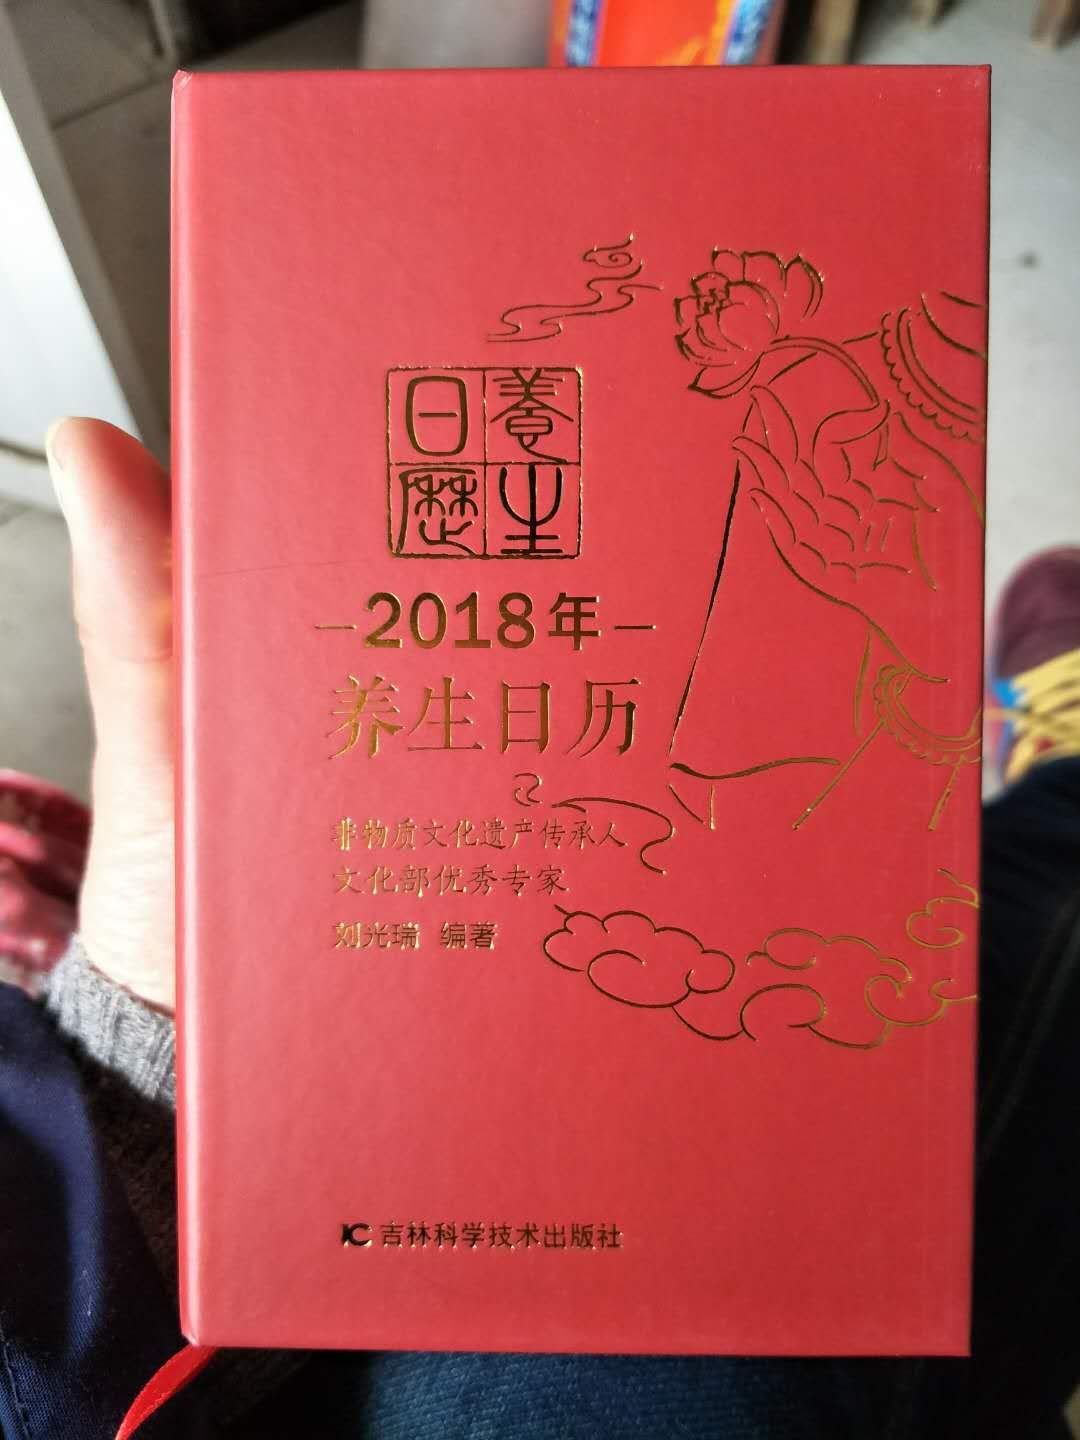 養生
日歷
2018年
养生日历
非物质文化遗产传承人
文化部优秀专家
刘光瑞 编著
吉林科学技术出版社